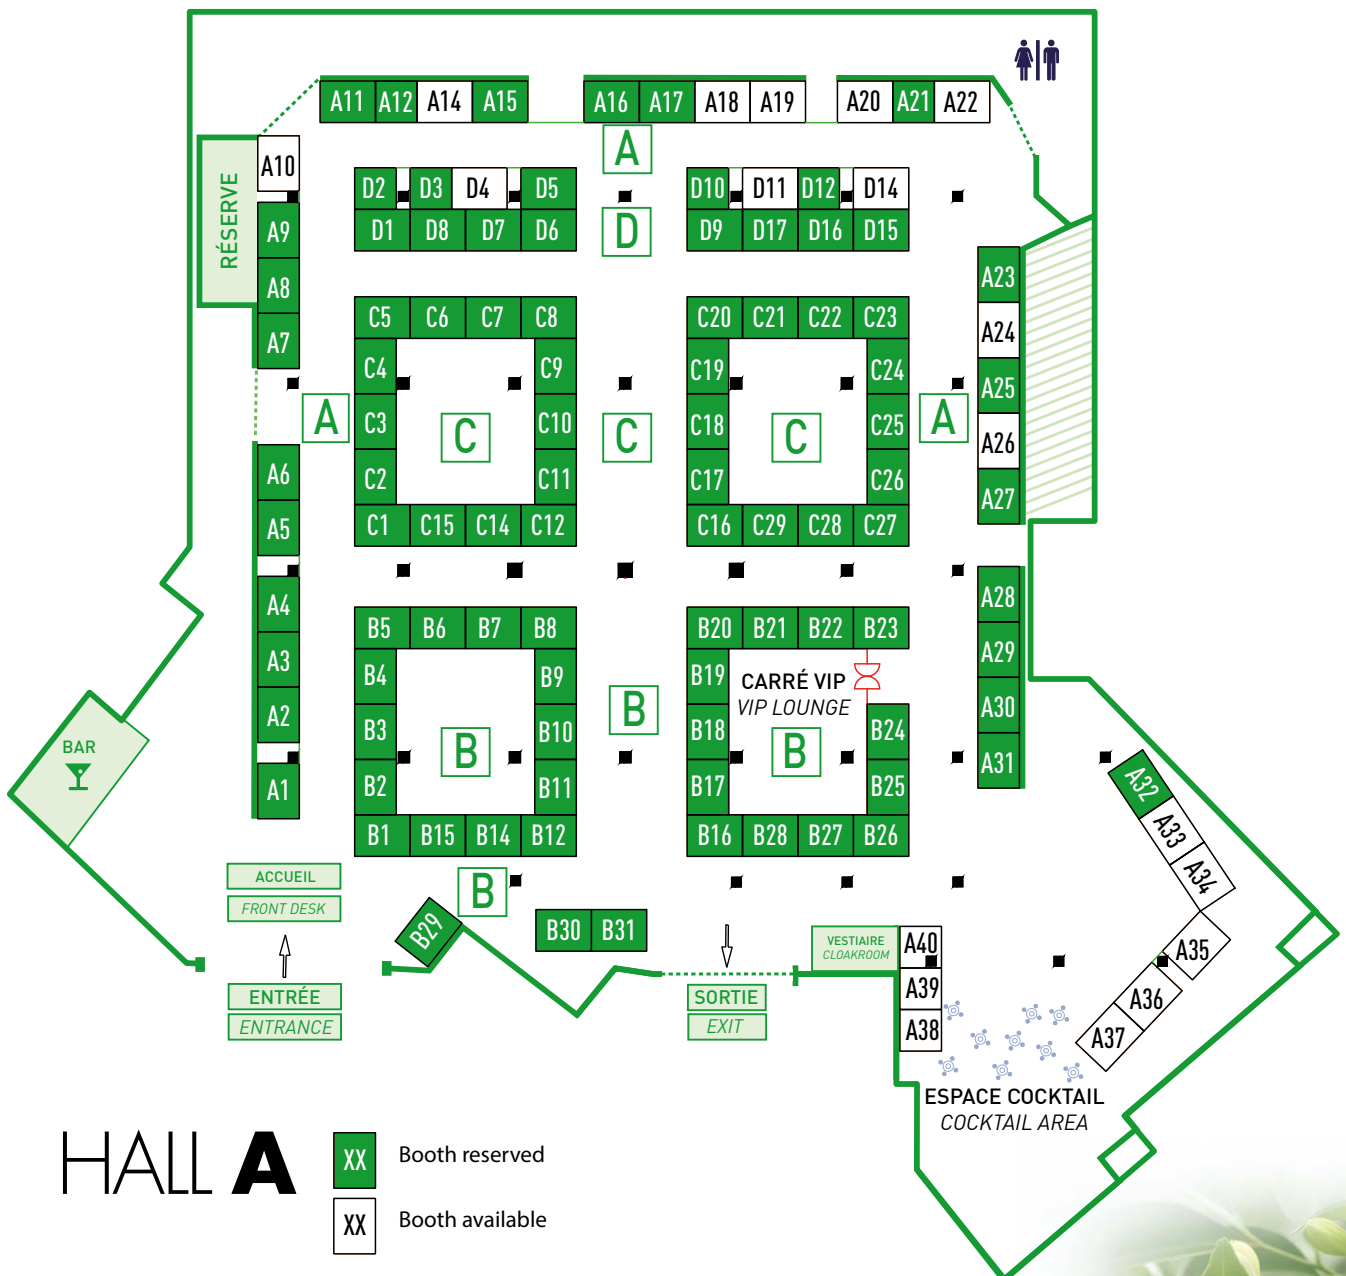 A11 A12 A14 A15 A16 A17 A18 A19 A20 A21 A22
A
A10
RÉSERVE
D2 D3 D4 D5 D10 D11 D12 D14
D1 D8 D7 D6 D D9 D17 D16 D15
A9
A8
A7
A23
A24
A25
A26
A27
C5 C6 C7 C8 C20 C21 C22 C23
C4 C9 C19 C24
A C3 C C10 C C18 C C25 A
C2 C11 C17 C26
C1 C15 C14 C12 C16 C29 C28 C27
A6
A5
A4
A3
A2
A1
A28
A29
A30
A31
B5 B6 B7 B8 B20 B21 B22 B23
B4 B9 B19
CARRÉ VIP
VIP LOUNGE
B3 B10 B B18 B24
B B
B2 B11 B17 B25
B1 B15 B14 B12 B16 B28 B27 B26
BAR
A32
A33
A34
A35
A36
A37
ACCUEIL
FRONT DESK
B
B29
B30 B31
VESTIAIRE
CLOAKROOM
A40
A39
A38
ENTRÉE
ENTRANCE
SORTIE
EXIT
ESPACE COCKTAIL
COCKTAIL AREA
HALL A
XX Booth reserved
XX Booth available